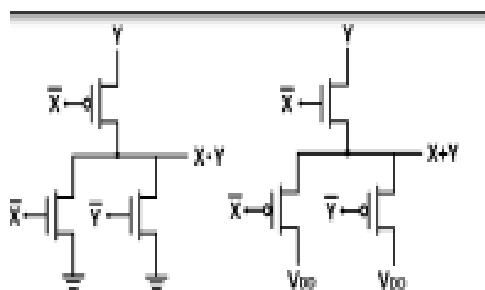 Y Y
X̅ X̅
X·Y X+Y
X̅ Y̅ X̅ Y̅
VDD VDD